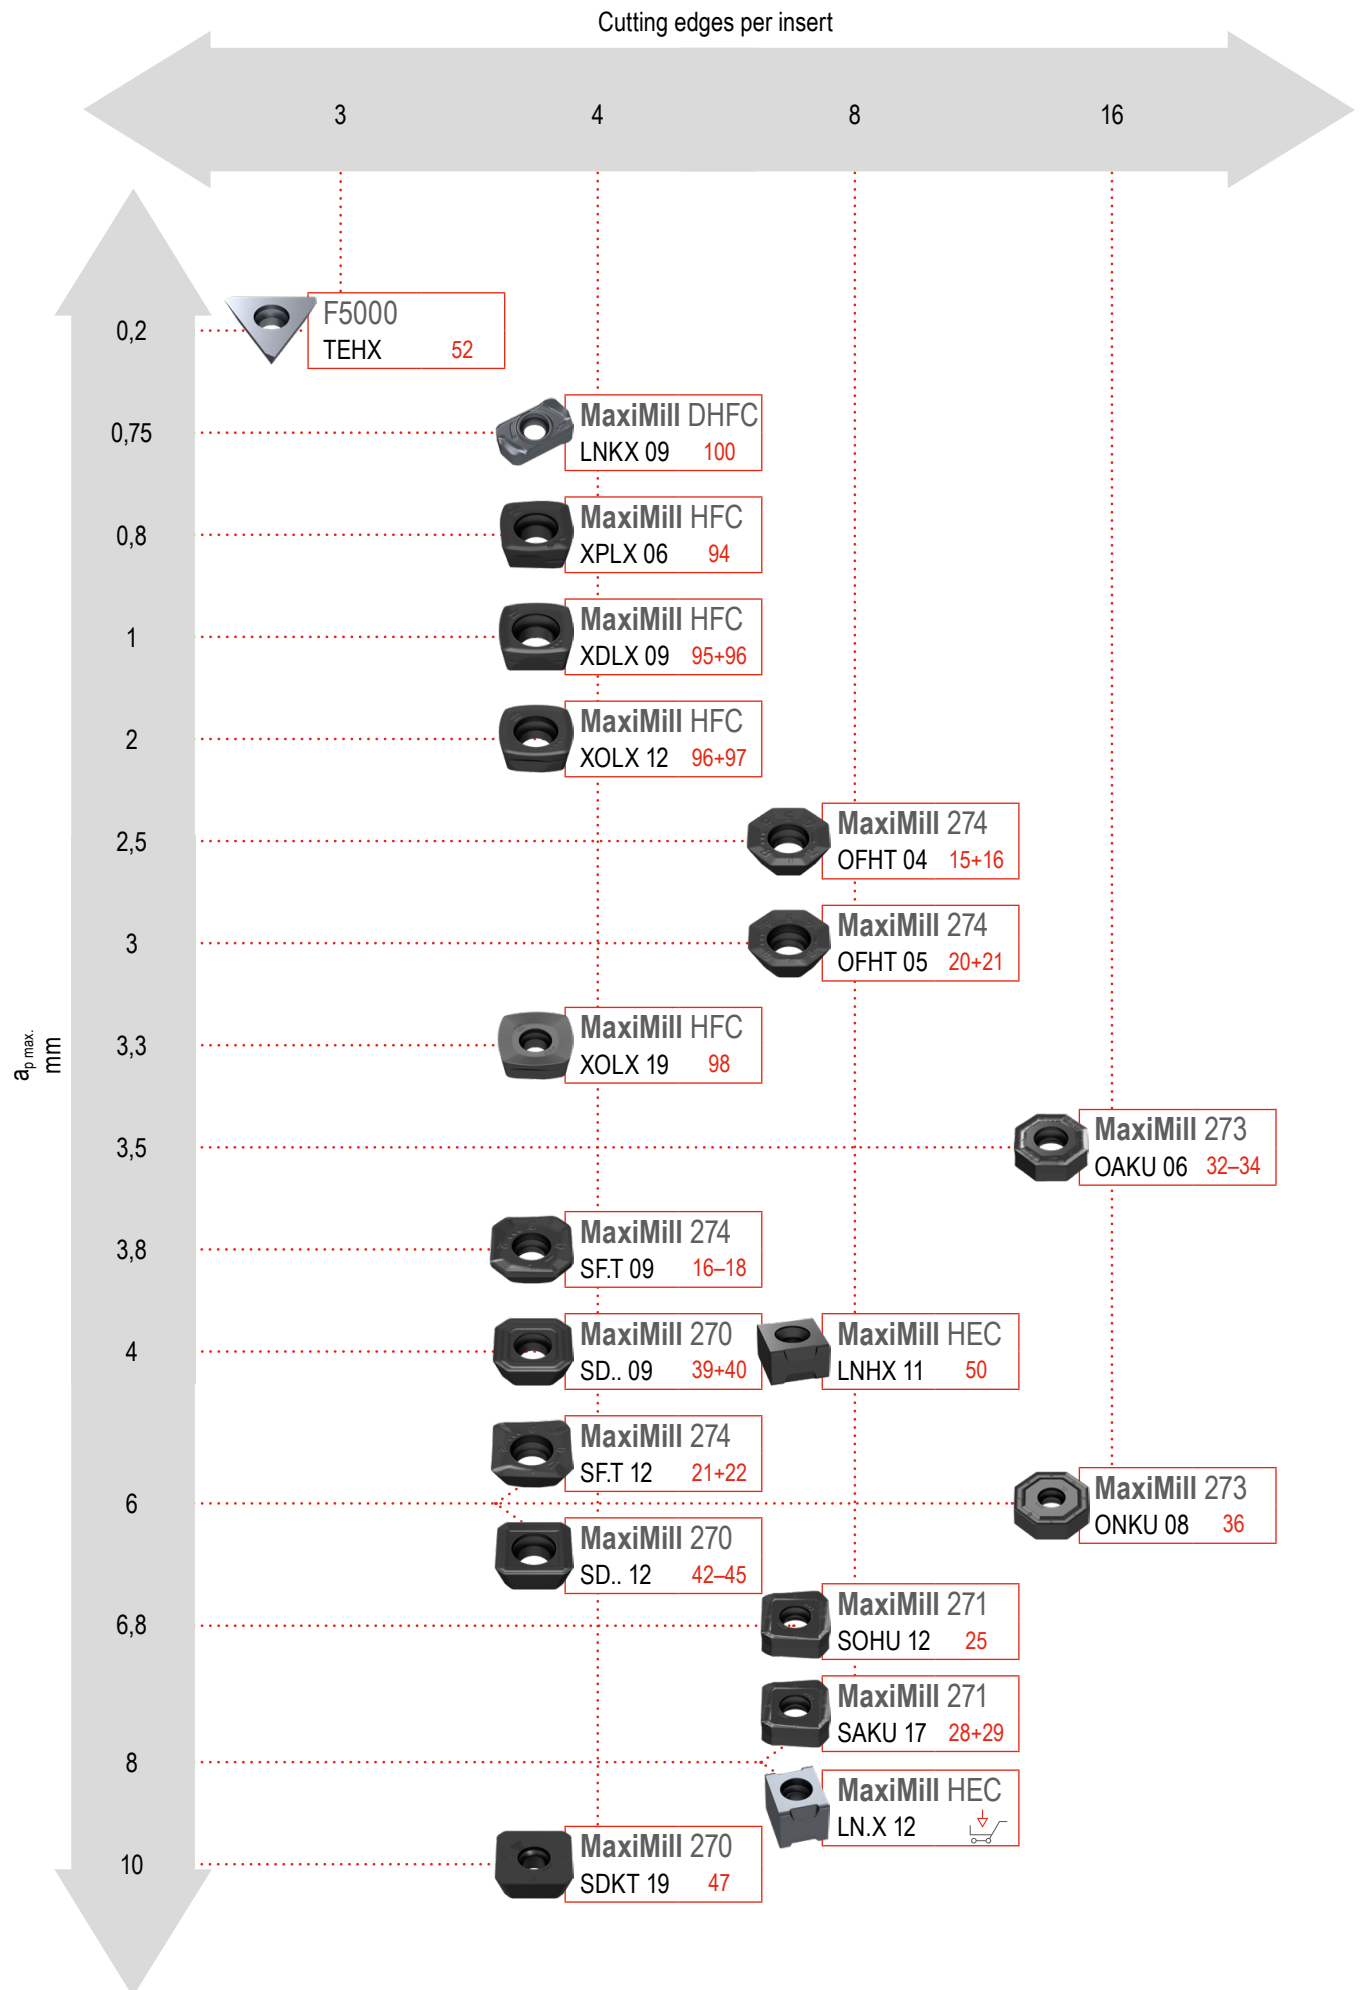 Cutting edges per insert
3 4 8 16
0,2
F5000
TEHX 52
0,75
MaxiMill DHFC
LNKX 09 100
0,8
MaxiMill HFC
XPLX 06 94
1
MaxiMill HFC
XDLX 09 95+96
2
MaxiMill HFC
XOLX 12 96+97
2,5
MaxiMill 274
OFHT 04 15+16
3
MaxiMill 274
OFHT 05 20+21
ap max.
mm
3,3
MaxiMill HFC
XOLX 19 98
3,5
MaxiMill 273
OAKU 06 32–34
3,8
MaxiMill 274
SF.T 09 16–18
4
MaxiMill 270
SD.. 09 39+40
MaxiMill HEC
LNHX 11 50
MaxiMill 274
SF.T 12 21+22
6
MaxiMill 273
ONKU 08 36
MaxiMill 270
SD.. 12 42–45
6,8
MaxiMill 271
SOHU 12 25
MaxiMill 271
SAKU 17 28+29
8
MaxiMill HEC
LN.X 12
10
MaxiMill 270
SDKT 19 47